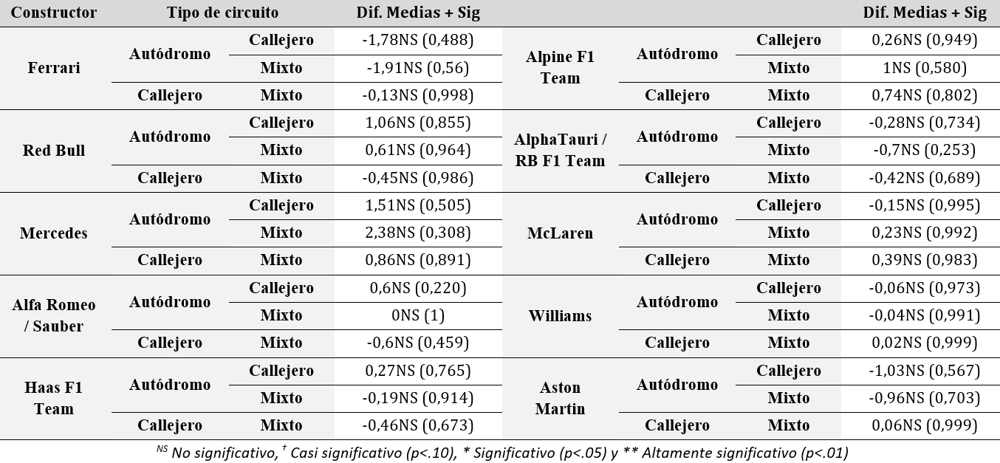 Constructor Tipo de circuito Dif. Medias + Sig Dif. Medias + Sig
Ferrari Autódromo Callejero -1,78NS (0,488)
Mixto -1,91NS (0,56)
Callejero Mixto -0,13NS (0,998)
Alpine F1
Team Autódromo Callejero 0,26NS (0,949)
Mixto 1NS (0,580)
Callejero Mixto 0,74NS (0,802)
Red Bull Autódromo Callejero 1,06NS (0,855)
Mixto 0,61NS (0,964)
Callejero Mixto -0,45NS (0,986)
AlphaTauri /
RB F1 Team Autódromo Callejero -0,28NS (0,734)
Mixto -0,7NS (0,253)
Callejero Mixto -0,42NS (0,689)
Mercedes Autódromo Callejero 1,51NS (0,505)
Mixto 2,38NS (0,308)
Callejero Mixto 0,86NS (0,891)
McLaren Autódromo Callejero -0,15NS (0,995)
Mixto 0,23NS (0,992)
Callejero Mixto 0,39NS (0,983)
Alfa Romeo
/ Sauber Autódromo Callejero 0,6NS (0,220)
Mixto 0NS (1)
Callejero Mixto -0,6NS (0,459)
Williams Autódromo Callejero -0,06NS (0,973)
Mixto -0,04NS (0,991)
Callejero Mixto 0,02NS (0,999)
Haas F1
Team Autódromo Callejero 0,27NS (0,765)
Mixto -0,19NS (0,914)
Callejero Mixto -0,46NS (0,673)
Aston
Martin Autódromo Callejero -1,03NS (0,567)
Mixto -0,96NS (0,703)
Callejero Mixto 0,06NS (0,999)
NS No significativo, † Casi significativo (p<.10), * Significativo (p<.05) y ** Altamente significativo (p<.01)